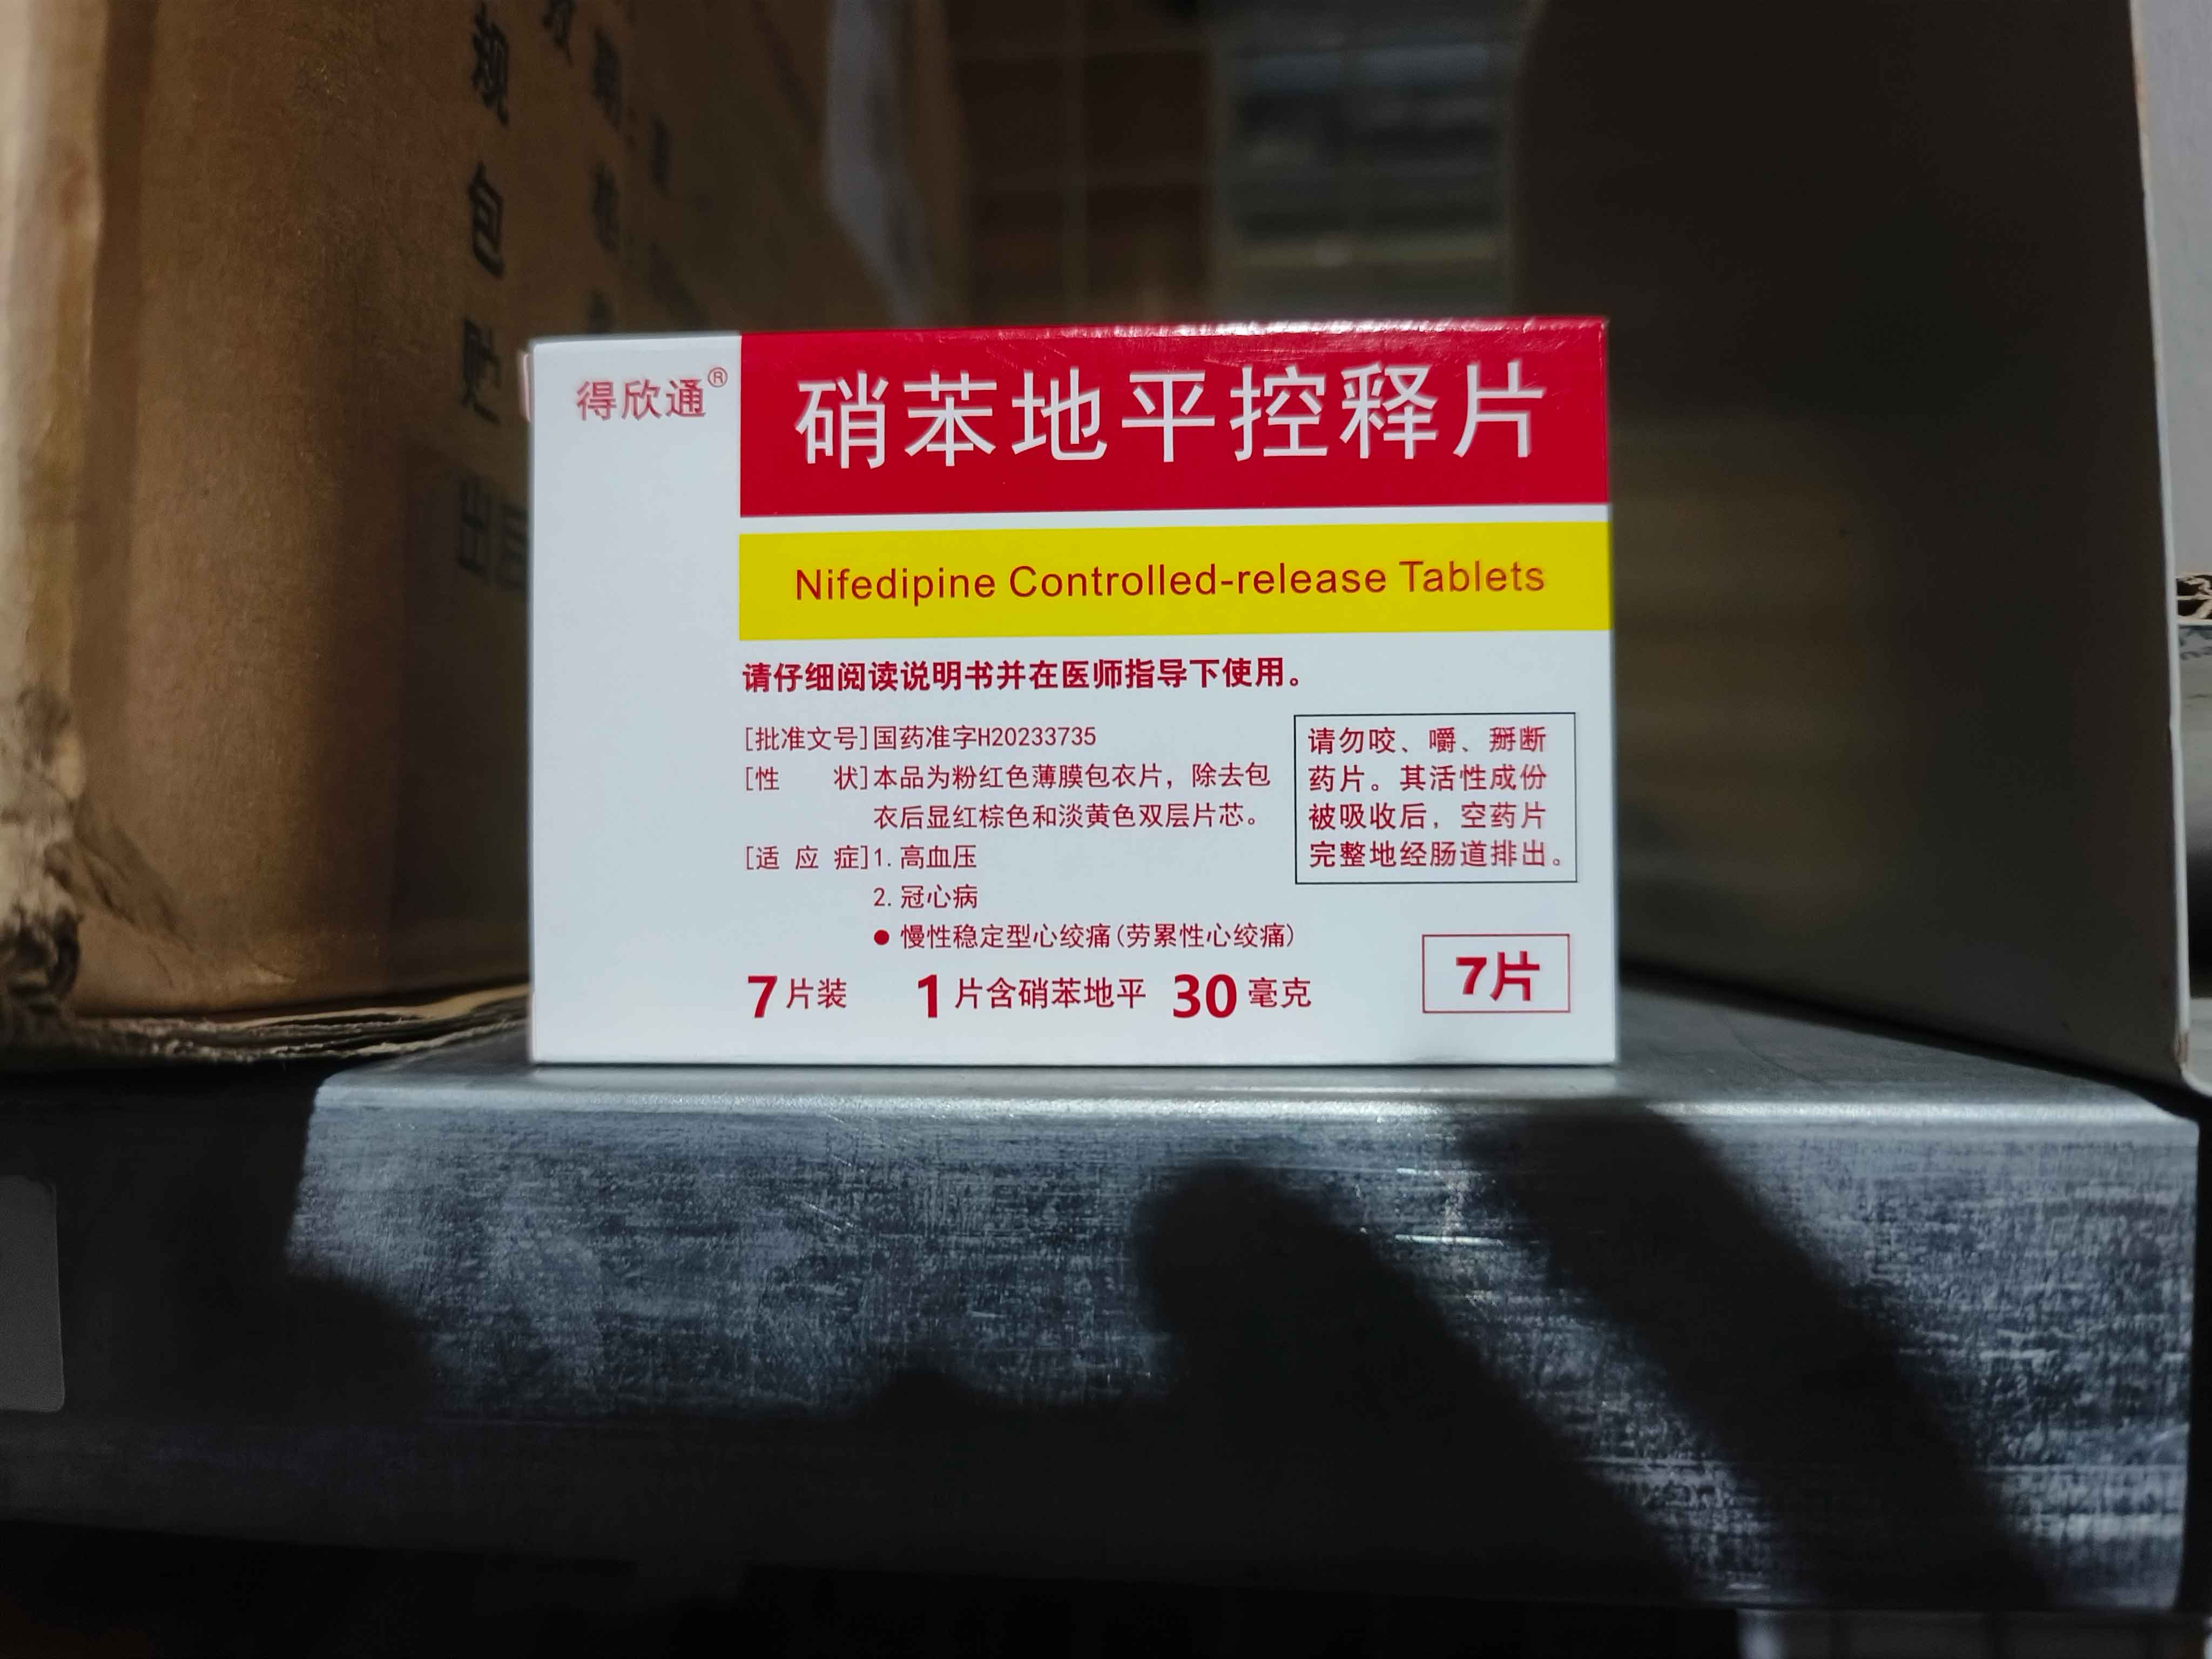 得欣通®
硝苯地平控释片
Nifedipine Controlled-release Tablets
请仔细阅读说明书并在医师指导下使用。
[批准文号]国药准字H20233735
[性 状]本品为粉红色薄膜包衣片，除去包
衣后显红棕色和淡黄色双层片芯。
[适 应 症]1. 高血压
2. 冠心病
● 慢性稳定型心绞痛(劳累性心绞痛)
请勿咬、嚼、掰断
药片。其活性成份
被吸收后，空药片
完整地经肠道排出。
7片装 1片含硝苯地平 30毫克
7片
规包贮出